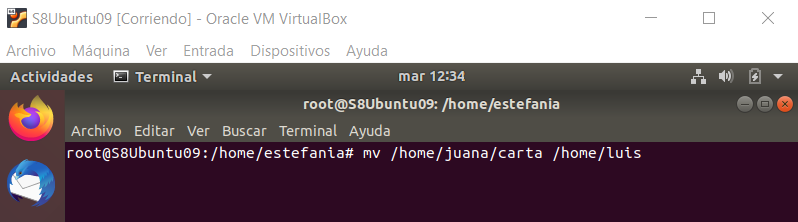 S8Ubuntu09 [Corriendo] - Oracle VM VirtualBox
Archivo Máquina Ver Entrada Dispositivos Ayuda
Actividades Terminal mar 12:34
root@S8Ubuntu09: /home/estefania
Archivo Editar Ver Buscar Terminal Ayuda
root@S8Ubuntu09:/home/estefania# mv /home/juana/carta /home/luis